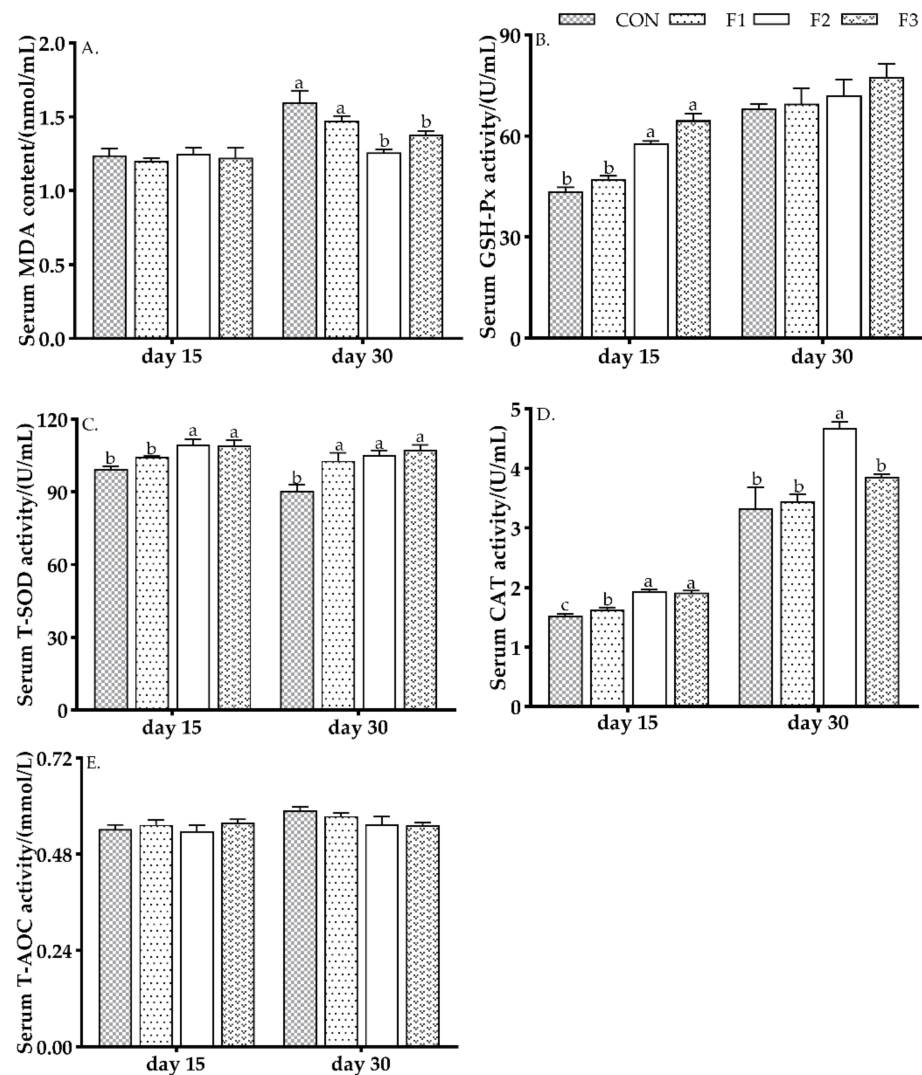 CON F1 F2 F3
A.
Serum MDA content/(nmol/mL)
2.0
1.5
1.0
0.5
0.0
a a b b
day 15 day 30
B.
Serum GSH-Px activity/(U/mL)
90
60
30
0
b b a a
day 15 day 30
C.
Serum T-SOD activity/(U/mL)
120
90
60
30
0
b b a a b a a a
day 15 day 30
D.
Serum CAT activity/(U/mL)
5
4
3
2
1
0
c b a a b b a b
day 15 day 30
E.
Serum T-AOC activity/(mmol/L)
0.72
0.48
0.24
0.00
day 15 day 30